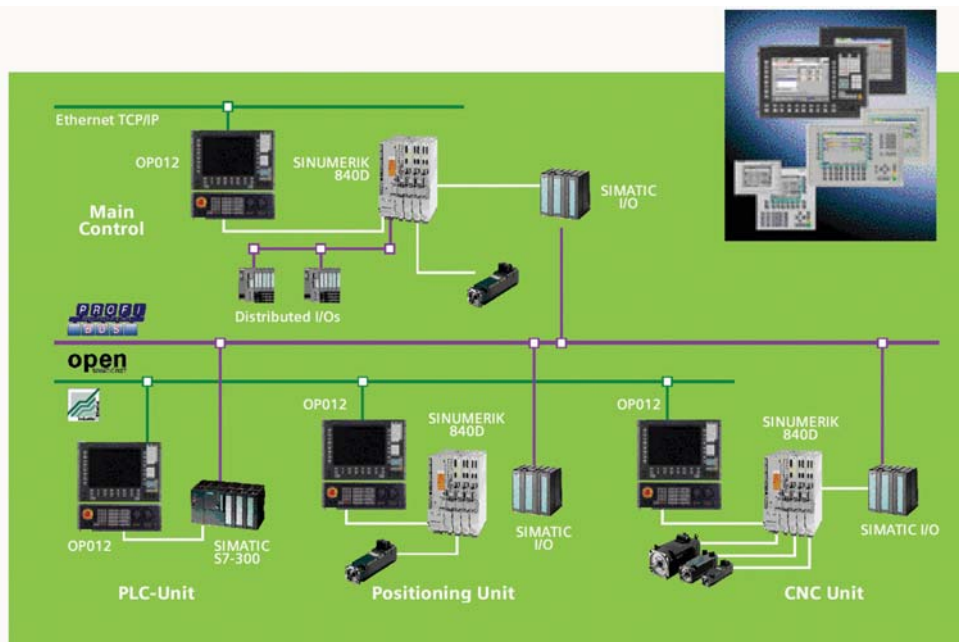 Ethernet TCP/IP
OP012
SINUMERIK
840D
SIMATIC
I/O
Main
Control
Distributed I/Os
PROFI
BUS
open
OP012
SINUMERIK
840D
OP012
SINUMERIK
840D
OP012
SIMATIC
S7-300
SIMATIC
I/O
SIMATIC I/O
PLC-Unit
Positioning Unit
CNC Unit